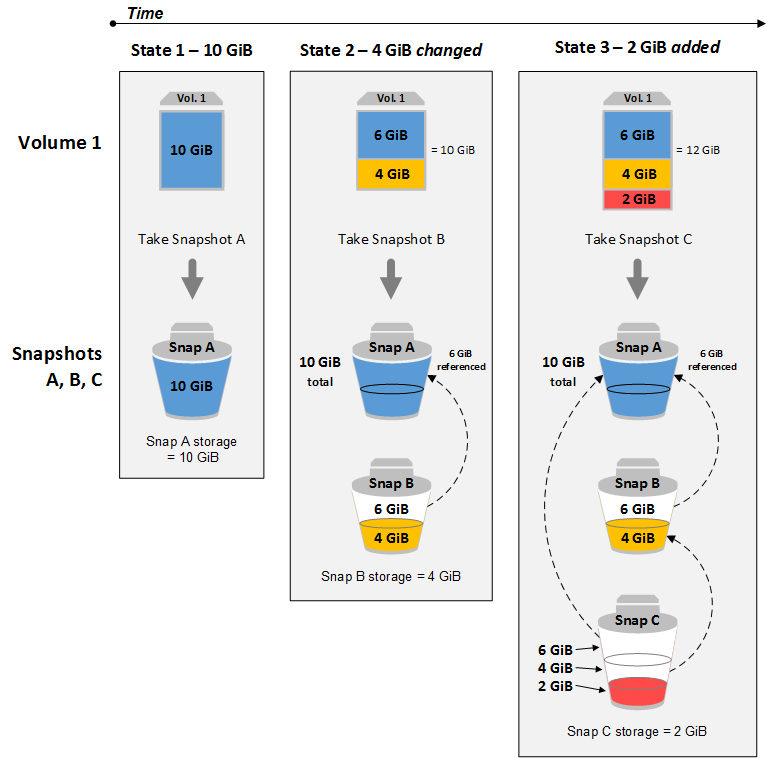 Time
State 1 – 10 GiB
State 2 – 4 GiB changed
State 3 – 2 GiB added
Volume 1
Vol. 1
10 GiB
Take Snapshot A
Vol. 1
6 GiB
4 GiB
= 10 GiB
Take Snapshot B
Vol. 1
6 GiB
4 GiB
2 GiB
= 12 GiB
Take Snapshot C
Snapshots
A, B, C
Snap A
10 GiB
Snap A storage
= 10 GiB
Snap A
10 GiB
total
6 GiB
referenced
Snap B
6 GiB
4 GiB
Snap B storage = 4 GiB
Snap A
10 GiB
total
6 GiB
referenced
Snap B
6 GiB
4 GiB
Snap C
6 GiB
4 GiB
2 GiB
Snap C storage = 2 GiB